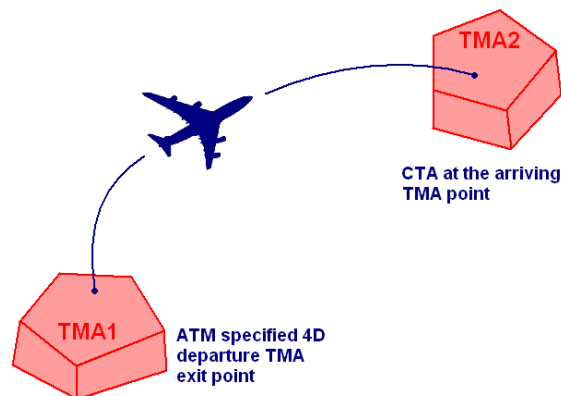 TMA2
CTA at the arriving
TMA point
TMA1
ATM specified 4D
departure TMA
exit point